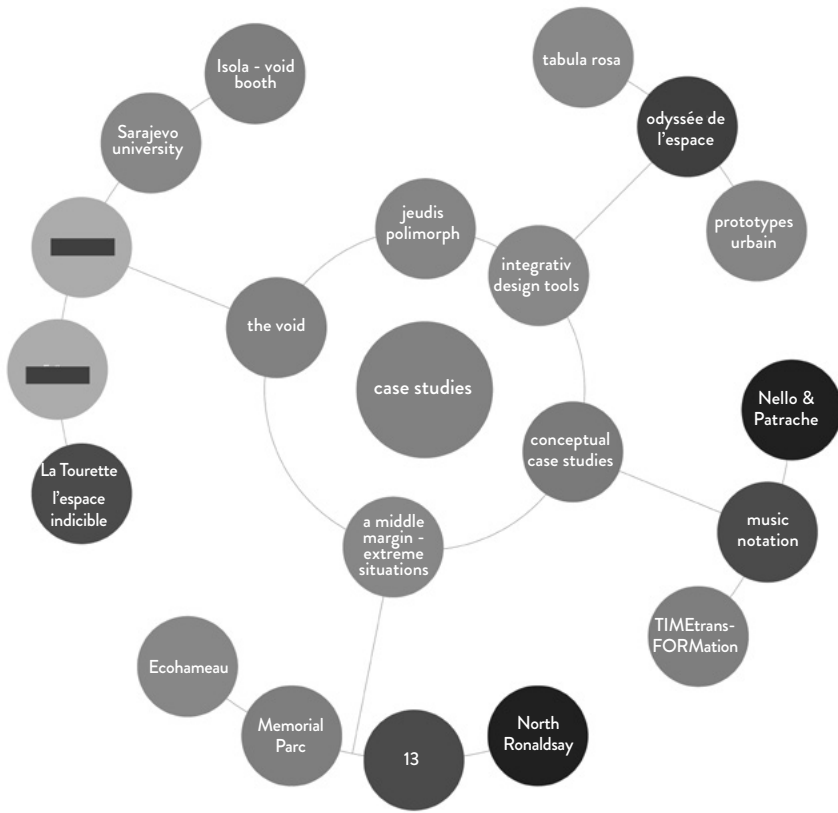 Isola - void
booth
Sarajevo
university
the void
La Tourette
l'espace
indicible
jeudis
polimorph
integrativ
design tools
tabula rosa
odyssée de
l'espace
prototypes
urbain
case studies
conceptual
case studies
Nello &
Patrache
music
notation
TIMEtrans-
FORMation
a middle
margin -
extreme
situations
Ecohameau
Memorial
Parc
13
North
Ronaldsay